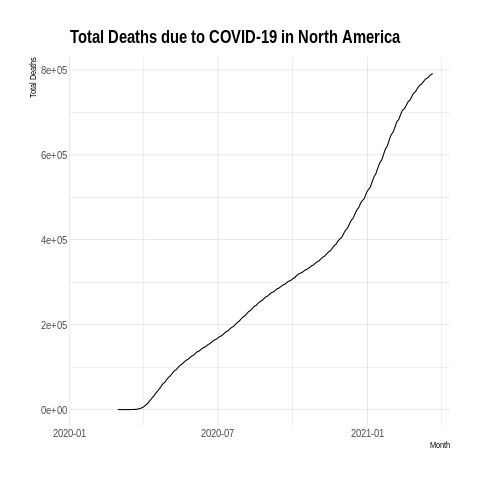 Total Deaths due to COVID-19 in North America
Total Deaths
8e+05
6e+05
4e+05
2e+05
0e+00
2020-01
2020-07
2021-01
Month